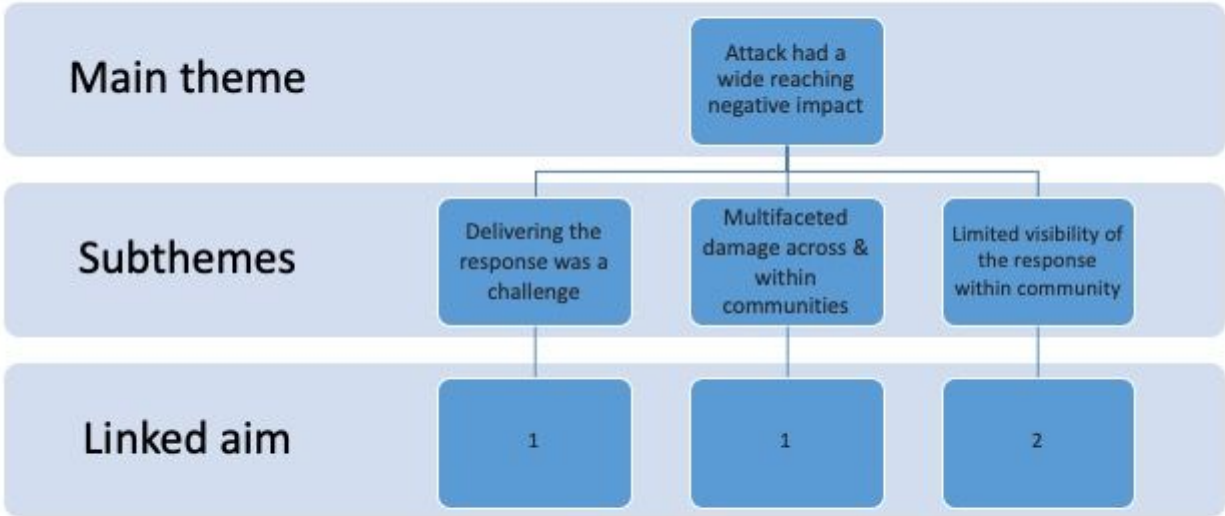 Main theme
Attack had a
wide reaching
negative impact
Subthemes
Delivering the
response was a
challenge
Multifaceted
damage across &
within
communities
Limited visibility of
the response
within community
Linked aim
1
1
2